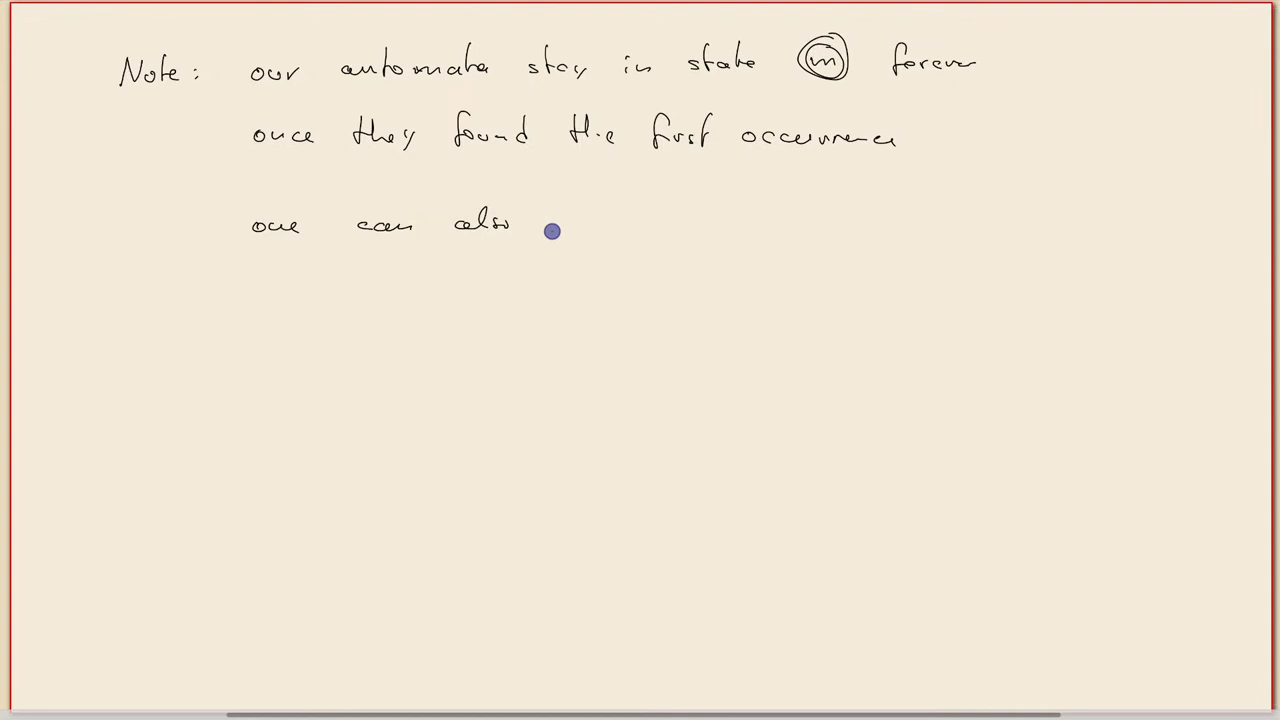 Note: our automata stay in state m forever
once they found the first occurrence
one can also